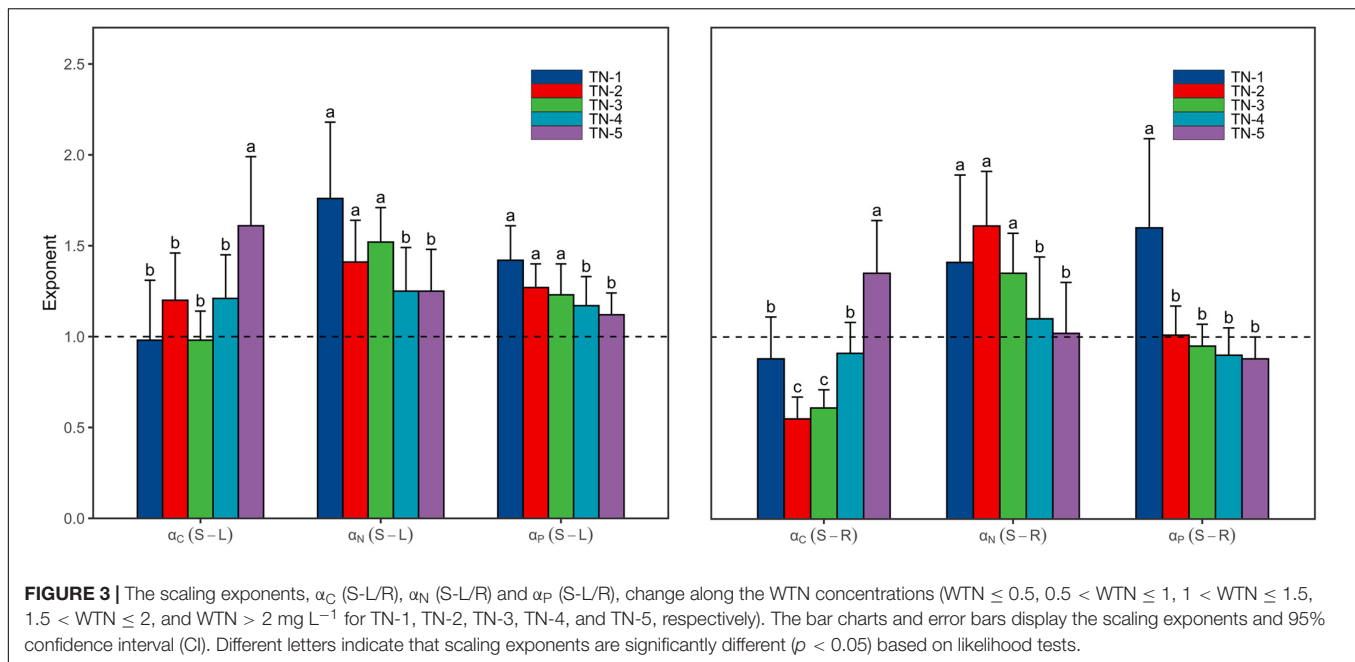 2.5
2.0
1.5
1.0
0.5
0.0
Exponent
TN-1
TN-2
TN-3
TN-4
TN-5
b b b b a
a a a b b
a a a b b
αC (S−L) αN (S−L) αP (S−L)
TN-1
TN-2
TN-3
TN-4
TN-5
b c c b a
a a a b b
a b b b b
αC (S−R) αN (S−R) αP (S−R)
FIGURE 3 | The scaling exponents, αC (S-L/R), αN (S-L/R) and αP (S-L/R), change along the WTN concentrations (WTN ≤ 0.5, 0.5 < WTN ≤ 1, 1 < WTN ≤ 1.5,
1.5 < WTN ≤ 2, and WTN > 2 mg L−1 for TN-1, TN-2, TN-3, TN-4, and TN-5, respectively). The bar charts and error bars display the scaling exponents and 95%
confidence interval (CI). Different letters indicate that scaling exponents are significantly different (p < 0.05) based on likelihood tests.